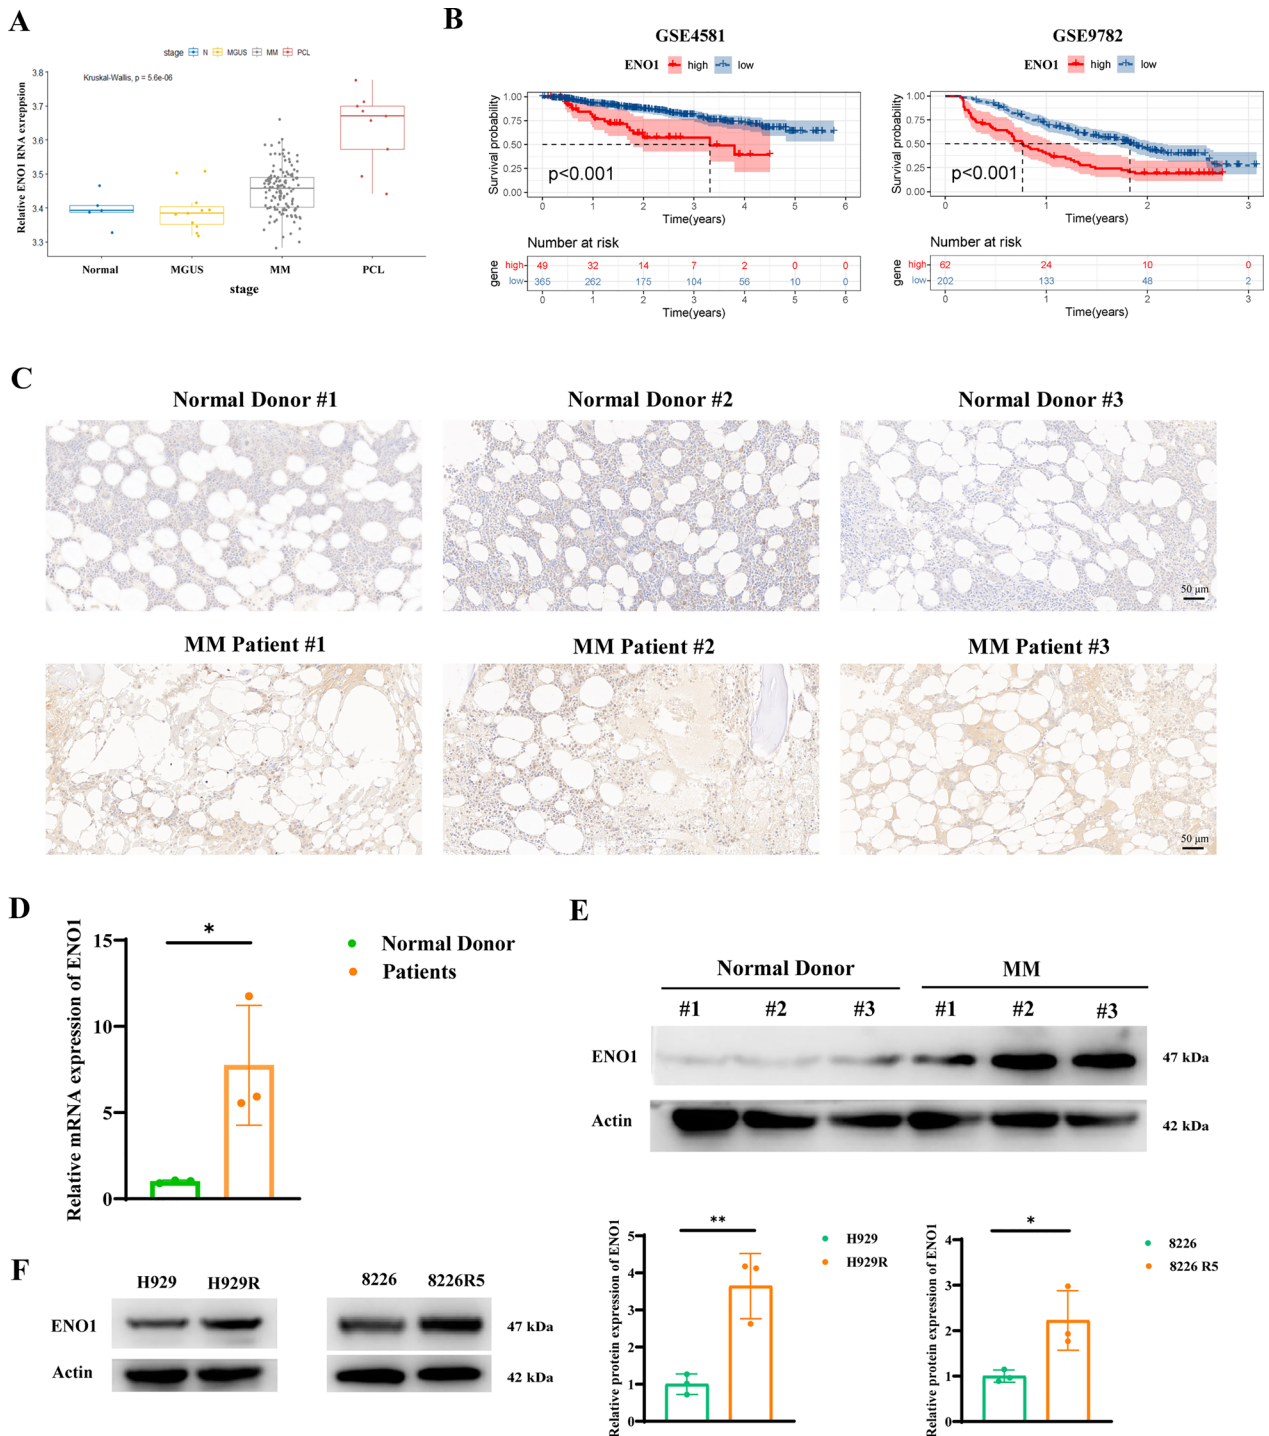 A
stage N MGUS MM PCL
Kruskal-Wallis, p = 5.6e-06
Relative ENO1 RNA exreppsion
3.8
3.7
3.5
3.4
3.3
Normal MGUS MM PCL
stage
B
GSE4581
ENO1 high low
Survival probability
1.00
0.75
0.50
0.25
0.00
p<0.001
0 1 2 3 4 5 6
Time(years)
Number at risk
gene
high 49 32 14 7 2 0 0
low 365 262 175 104 56 10 0
0 1 2 3 4 5 6
Time(years)
GSE9782
ENO1 high low
Survival probability
1.00
0.75
0.50
0.25
0.00
p<0.001
0 1 2 3
Time(years)
Number at risk
gene
high 62 24 10 0
low 202 133 48 2
0 1 2 3
Time(years)
C
Normal Donor #1 Normal Donor #2 Normal Donor #3
50 μm
MM Patient #1 MM Patient #2 MM Patient #3
50 μm
D
Relative mRNA expression of ENO1
15
10
5
0
*
Normal Donor
Patients
E
Normal Donor MM
#1 #2 #3 #1 #2 #3
ENO1 47 kDa
Actin 42 kDa
F
H929 H929R 8226 8226R5
ENO1 47 kDa
Actin 42 kDa
Relative protein expression of ENO1
5
4
3
2
1
0
**
H929
H929R
Relative protein expression of ENO1
4
3
2
1
0
*
8226
8226 R5